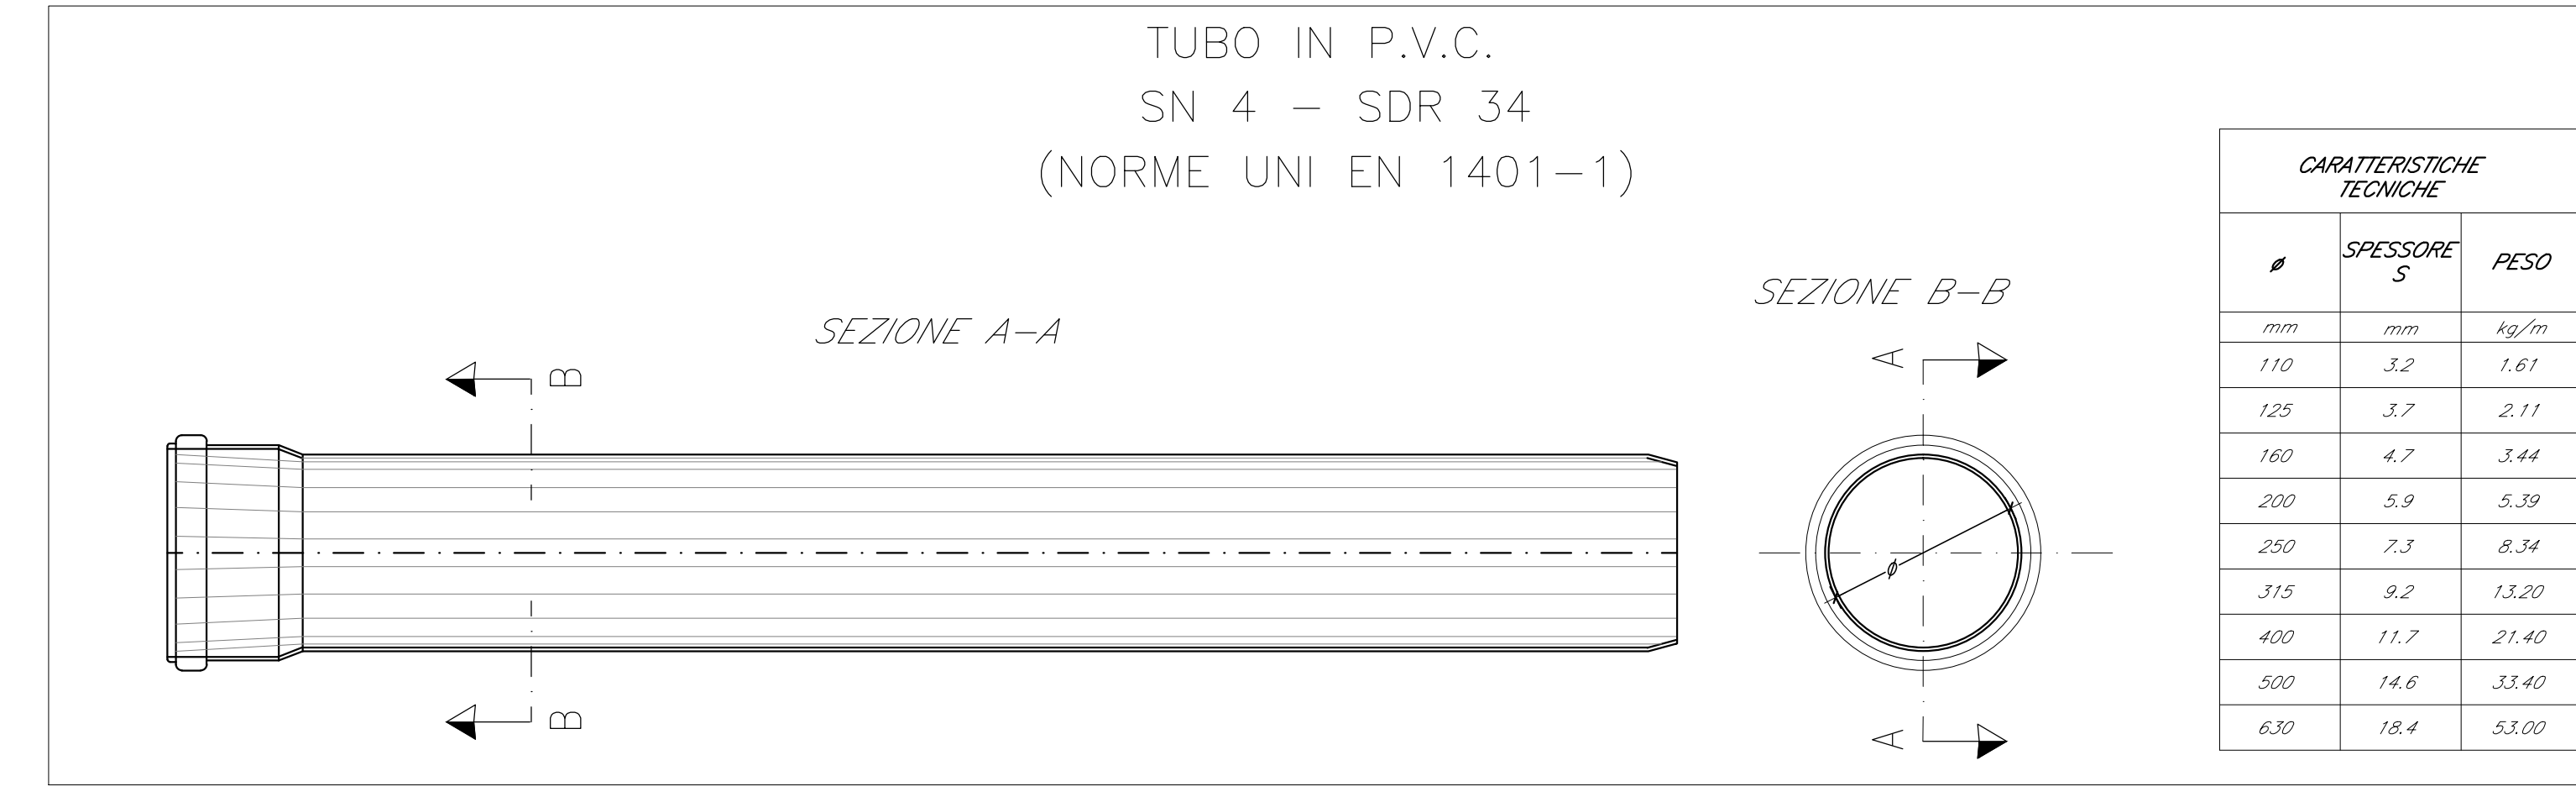 TUBO IN P.V.C.
SN 4 - SDR 34
(NORME UNI EN 1401-1)
SEZIONE A-A
SEZIONE B-B
B
B
A
A
ø
CARATTERISTICHE
TECNICHE
ø SPESSORE S PESO
mm mm kg/m
110 3.2 1.61
125 3.7 2.11
160 4.7 3.44
200 5.9 5.39
250 7.3 8.34
315 9.2 13.20
400 11.7 21.40
500 14.6 33.40
630 18.4 53.00